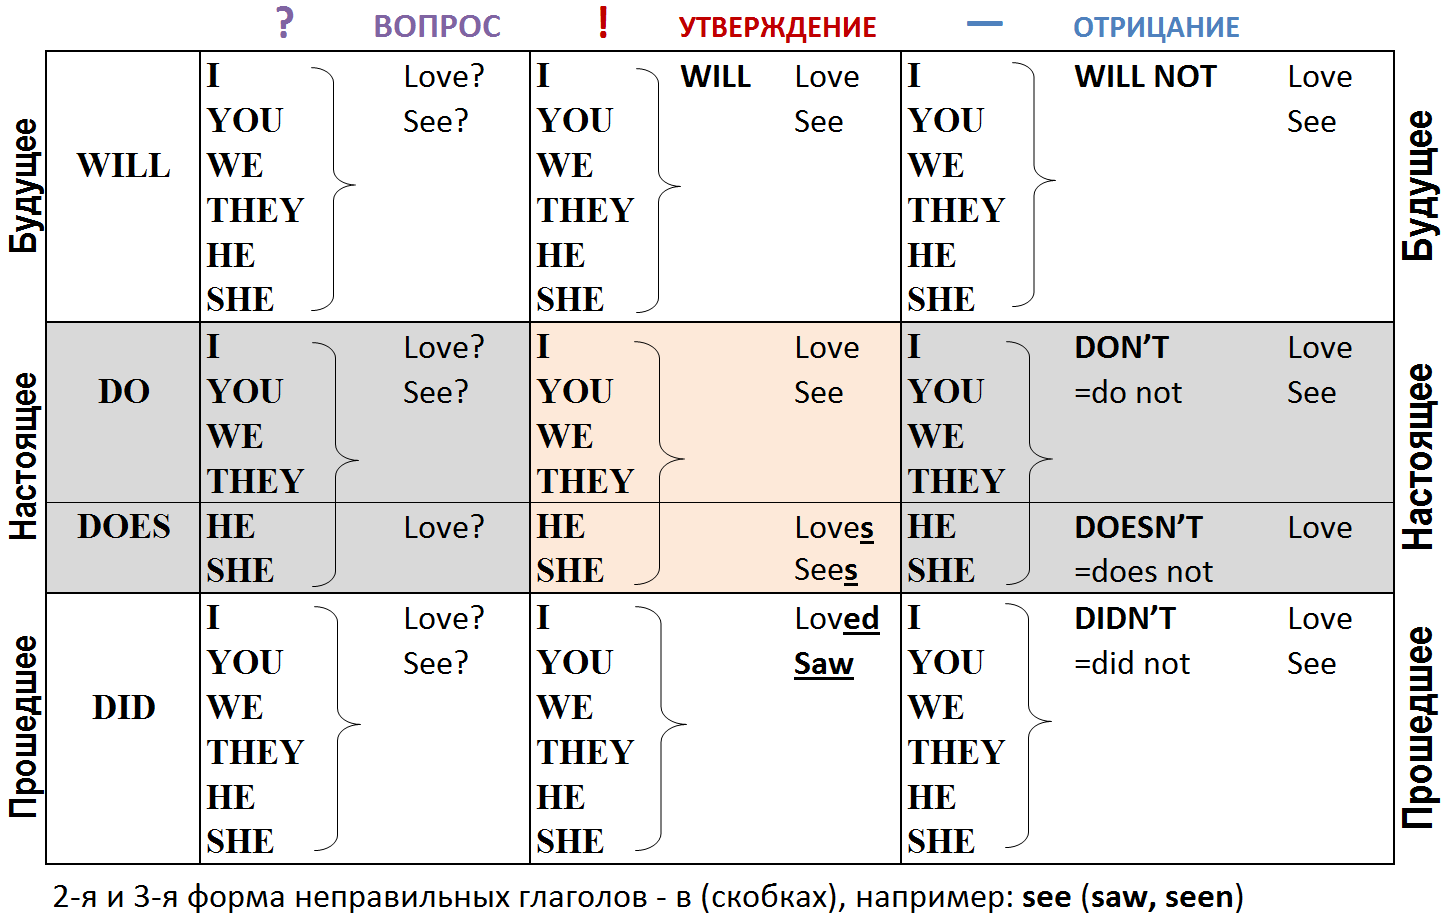 ? ВОПРОС ! УТВЕРЖДЕНИЕ — ОТРИЦАНИЕ
Будущее
WILL
I Love?
YOU See?
WE
THEY
HE
SHE
I WILL Love
YOU See
WE
THEY
HE
SHE
I WILL NOT Love
YOU See
WE
THEY
HE
SHE
Будущее
Настоящее
DO
I Love?
YOU See?
WE
THEY
I Love
YOU See
WE
THEY
I DON'T Love
YOU =do not See
WE
THEY
DOES
HE Love?
SHE
HE Loves
SHE Sees
HE DOESN'T Love
SHE =does not
Настоящее
Прошедшее
DID
I Love?
YOU See?
WE
THEY
HE
SHE
I Loved
YOU Saw
WE
THEY
HE
SHE
I DIDN'T Love
YOU =did not See
WE
THEY
HE
SHE
Прошедшее
2-я и 3-я форма неправильных глаголов - в (скобках), например: see (saw, seen)